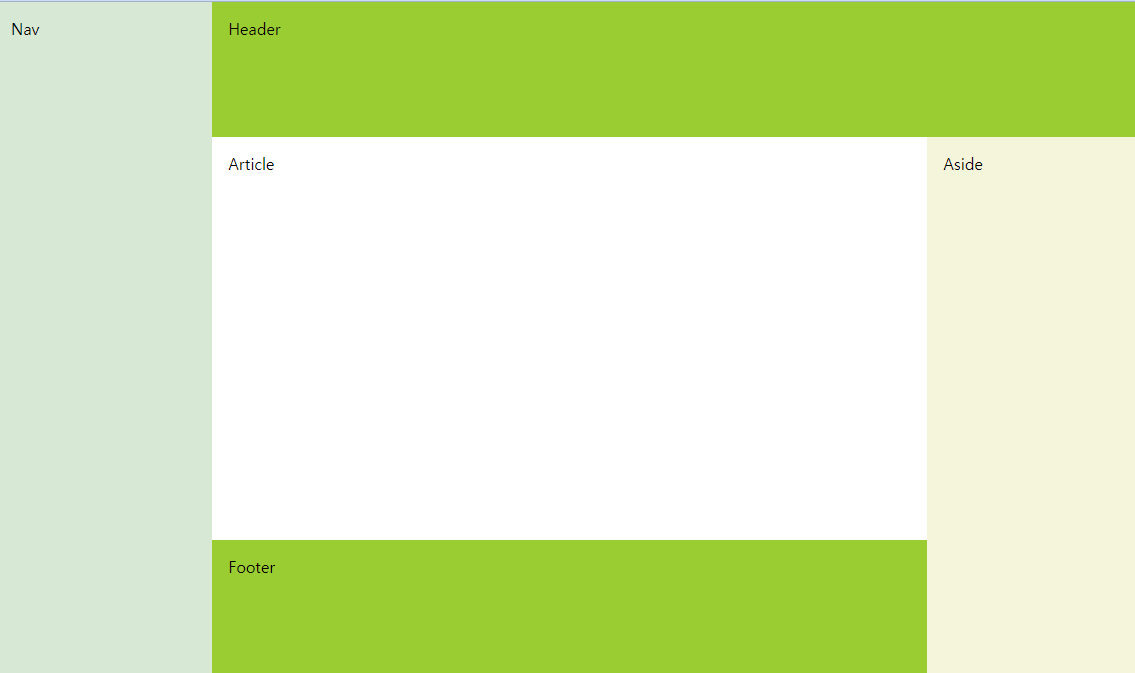 Nav
Header
Article
Aside
Footer